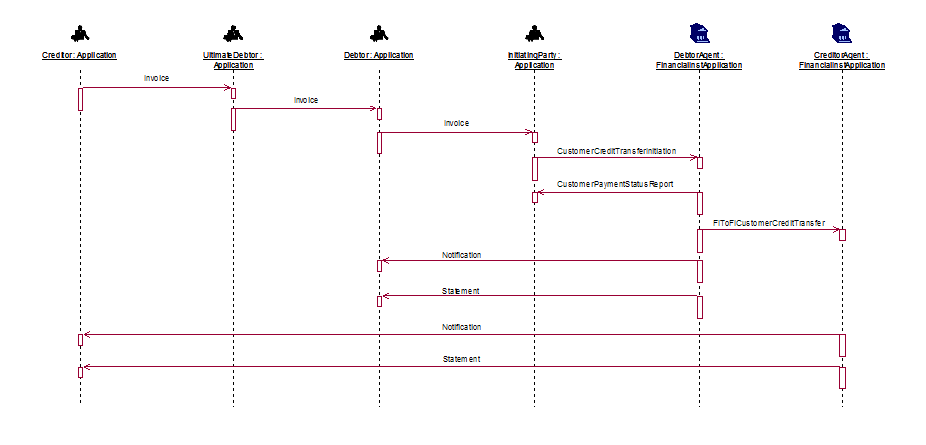 Creditor : Application
UltimateDebtor :
Application
Debtor : Application
InitiatingParty :
Application
DebtorAgent :
FinancialInstApplication
CreditorAgent :
FinancialInstApplication
Invoice
Invoice
Invoice
CustomerCreditTransferInitiation
CustomerPaymentStatusReport
FIToFICustomerCreditTransfer
Notification
Statement
Notification
Statement